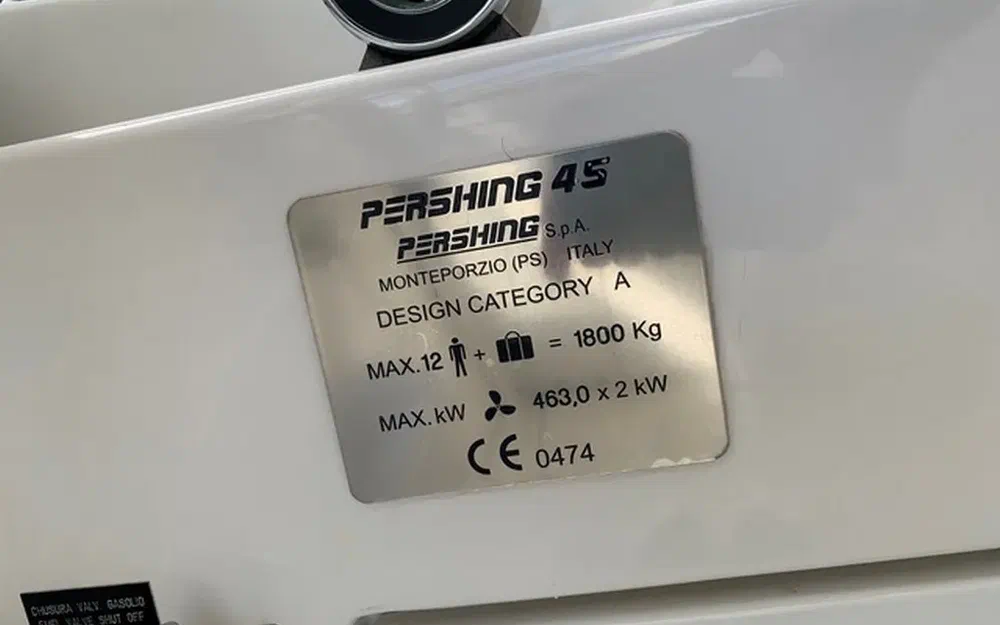 PERSHING 45
PERSHING S.p.A.
MONTEPORZIO (PS) ITALY
DESIGN CATEGORY A
MAX. 12 + = 1800 Kg
MAX. kW 463,0 x 2 kW
CE 0474
CHIUSURA VALV. GASOLIO
VALVE SHUT OFF